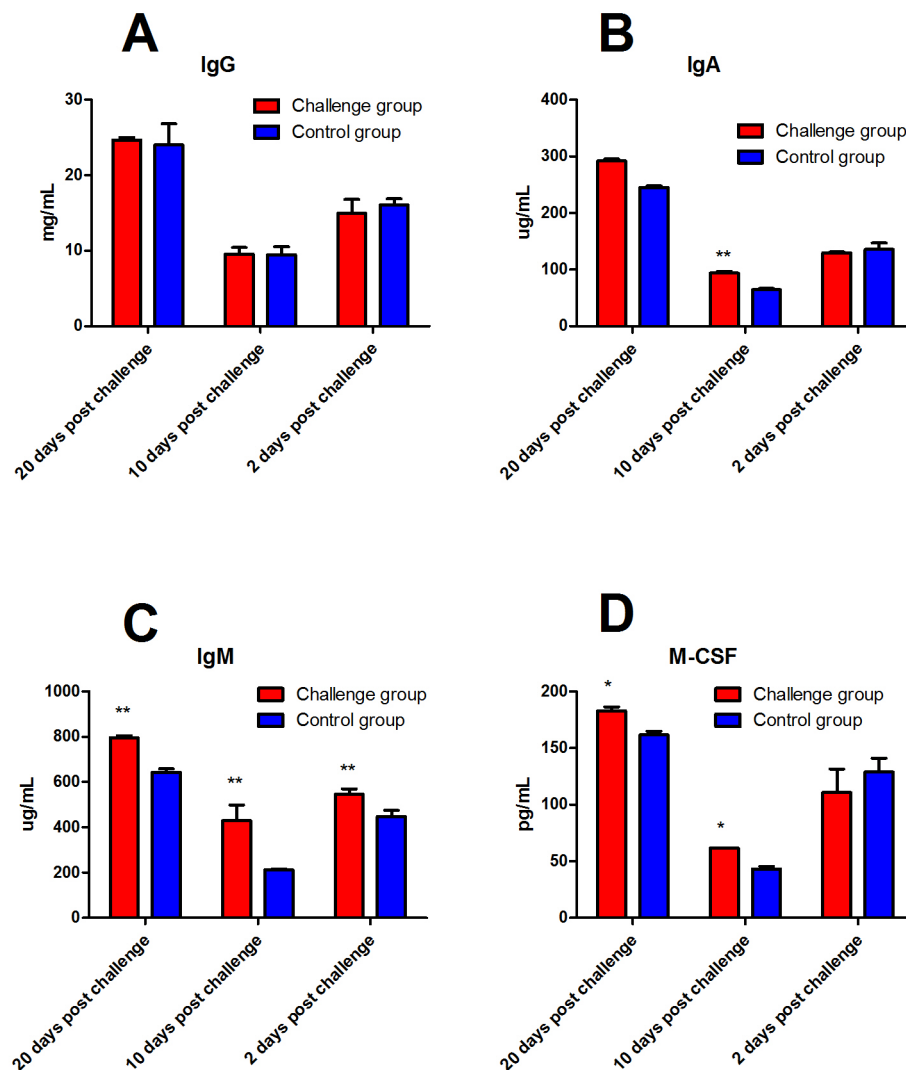 A
IgG
30
20
10
0
mg/mL
Challenge group
Control group
20 days post challenge
10 days post challenge
2 days post challenge
B
IgA
400
300
200
100
0
ug/mL
Challenge group
Control group
**
20 days post challenge
10 days post challenge
2 days post challenge
C
IgM
1000
800
600
400
200
0
ug/mL
Challenge group
Control group
**
**
**
20 days post challenge
10 days post challenge
2 days post challenge
D
M-CSF
200
150
100
50
0
pg/mL
Challenge group
Control group
*
*
20 days post challenge
10 days post challenge
2 days post challenge